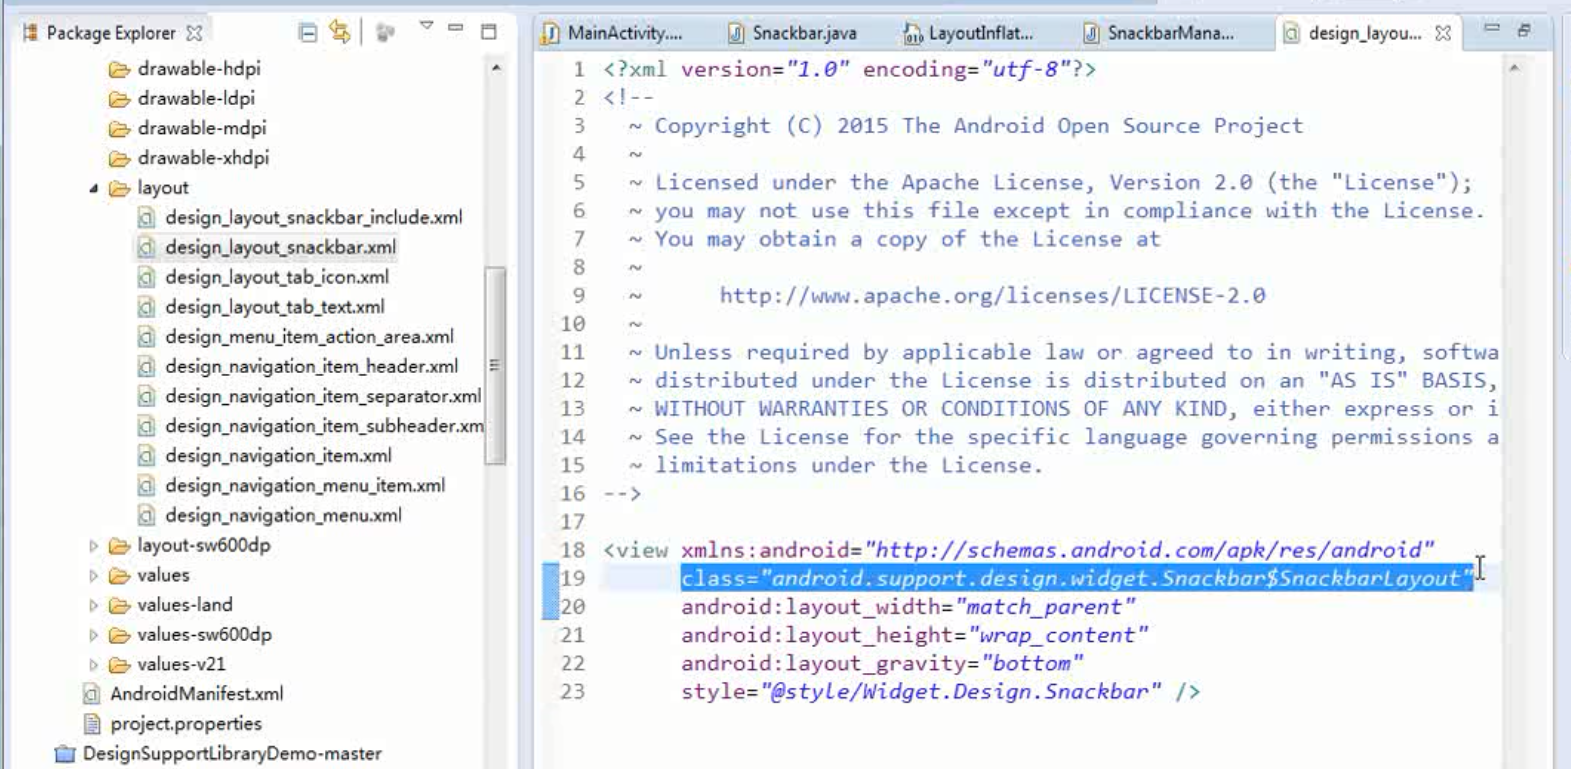 Package Explorer
drawable-hdpi
drawable-ldpi
drawable-mdpi
drawable-xhdpi
layout
design_layout_snackbar_include.xml
design_layout_snackbar.xml
design_layout_tab_icon.xml
design_layout_tab_text.xml
design_menu_item_action_area.xml
design_navigation_item_header.xml
design_navigation_item_separator.xml
design_navigation_item_subheader.xm
design_navigation_item.xml
design_navigation_menu_item.xml
design_navigation_menu.xml
layout-sw600dp
values
values-land
values-sw600dp
values-v21
AndroidManifest.xml
project.properties
DesignSupportLibraryDemo-master
MainActivity.... Snackbar.java LayoutInflat... SnackbarMana... design_layou...
1 <?xml version="1.0" encoding="utf-8"?>
2 <!--
3 ~ Copyright (C) 2015 The Android Open Source Project
4 ~
5 ~ Licensed under the Apache License, Version 2.0 (the "License");
6 ~ you may not use this file except in compliance with the License.
7 ~ You may obtain a copy of the License at
8 ~
9 ~ http://www.apache.org/licenses/LICENSE-2.0
10 ~
11 ~ Unless required by applicable law or agreed to in writing, softwa
12 ~ distributed under the License is distributed on an "AS IS" BASIS,
13 ~ WITHOUT WARRANTIES OR CONDITIONS OF ANY KIND, either express or i
14 ~ See the License for the specific language governing permissions a
15 ~ limitations under the License.
16 -->
17
18 <view xmlns:android="http://schemas.android.com/apk/res/android"
19 class="android.support.design.widget.Snackbar$SnackbarLayout"
20 android:layout_width="match_parent"
21 android:layout_height="wrap_content"
22 android:layout_gravity="bottom"
23 style="@style/Widget.Design.Snackbar" />